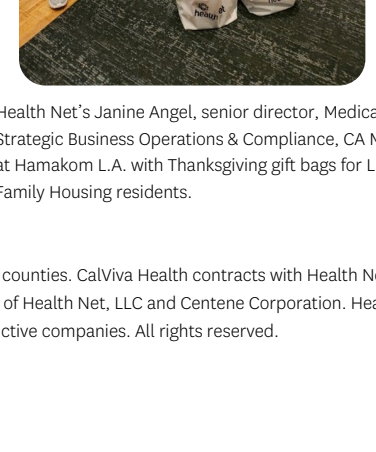 health net
Health Net's Janine Angel, senior director, Medica
Strategic Business Operations & Compliance, CA M
at Hamakom L.A. with Thanksgiving gift bags for L
Family Housing residents.
counties. CalViva Health contracts with Health Ne
of Health Net, LLC and Centene Corporation. Hea
ctive companies. All rights reserved.